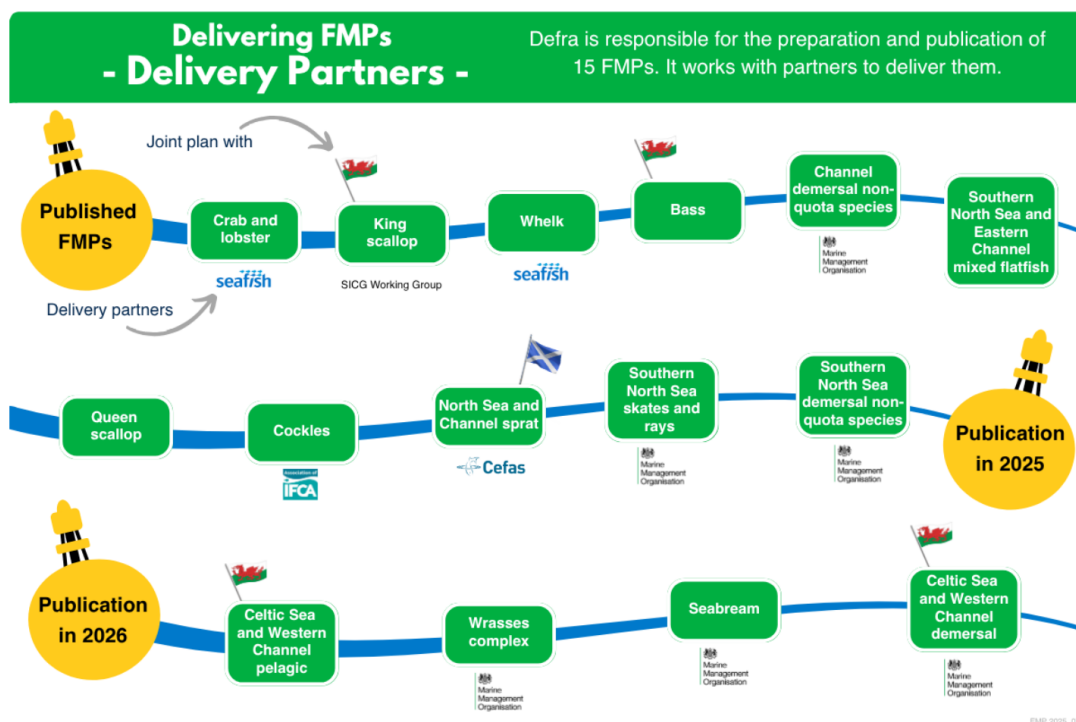 Delivering FMPs
- Delivery Partners -
Defra is responsible for the preparation and publication of
15 FMPs. It works with partners to deliver them.
Joint plan with
Published
FMPs
Crab and
lobster
seafish
King
scallop
SICG Working Group
Whelk
seafish
Bass
Channel
demersal non-
quota species
Marine
Management
Organisation
Southern
North Sea and
Eastern
Channel
mixed flatfish
Delivery partners
Queen
scallop
Cockles
Association of
IFCA
North Sea and
Channel sprat
Cefas
Southern
North Sea
skates and
rays
Marine
Management
Organisation
Southern
North Sea
demersal non-
quota species
Marine
Management
Organisation
Publication
in 2025
Publication
in 2026
Celtic Sea
and Western
Channel
pelagic
Wrasses
complex
Marine
Management
Organisation
Seabream
Marine
Management
Organisation
Celtic Sea
and Western
Channel
demersal
Marine
Management
Organisation